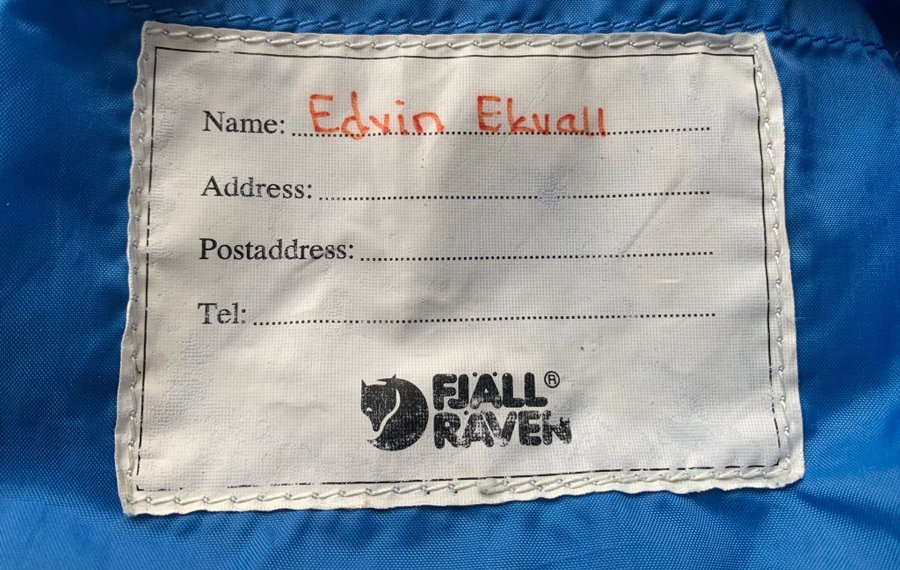 Name: Edvin Ekvall
Address:
Postaddress:
Tel:
FJÄLL®
RÄVEN